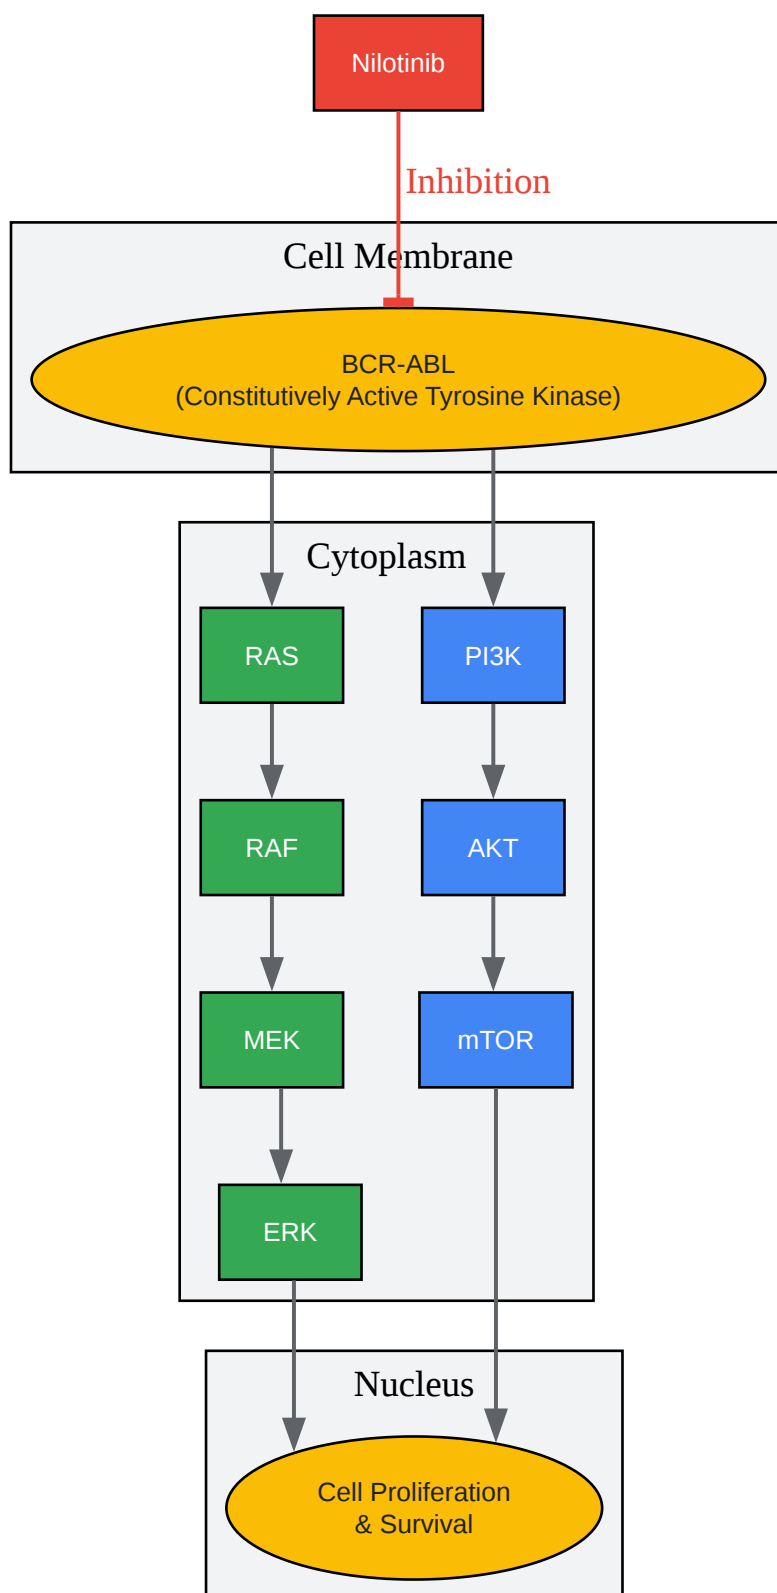 Nilotinib
Inhibition
Cell Membrane
BCR-ABL
(Constitutively Active Tyrosine Kinase)
Cytoplasm
RAS
PI3K
RAF
AKT
MEK
mTOR
ERK
Nucleus
Cell Proliferation
& Survival